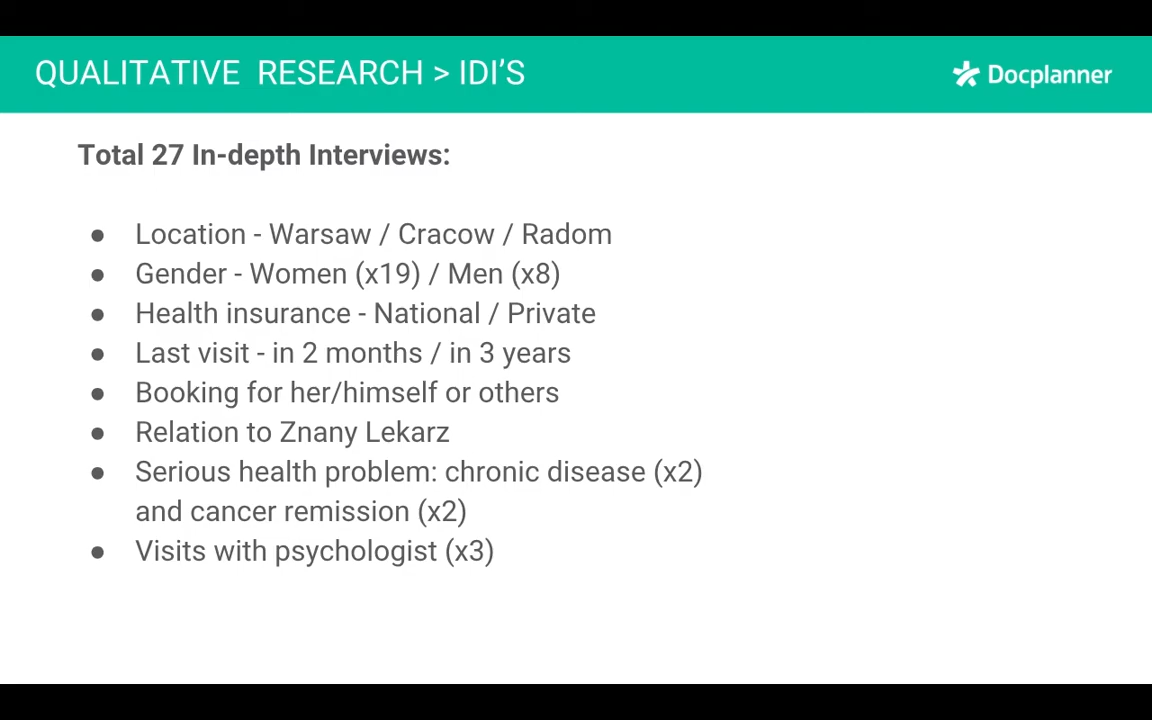 QUALITATIVE RESEARCH > IDI'S
Docplanner
Total 27 In-depth Interviews:
● Location - Warsaw / Cracow / Radom
● Gender - Women (x19) / Men (x8)
● Health insurance - National / Private
● Last visit - in 2 months / in 3 years
● Booking for her/himself or others
● Relation to Znany Lekarz
● Serious health problem: chronic disease (x2)
and cancer remission (x2)
● Visits with psychologist (x3)